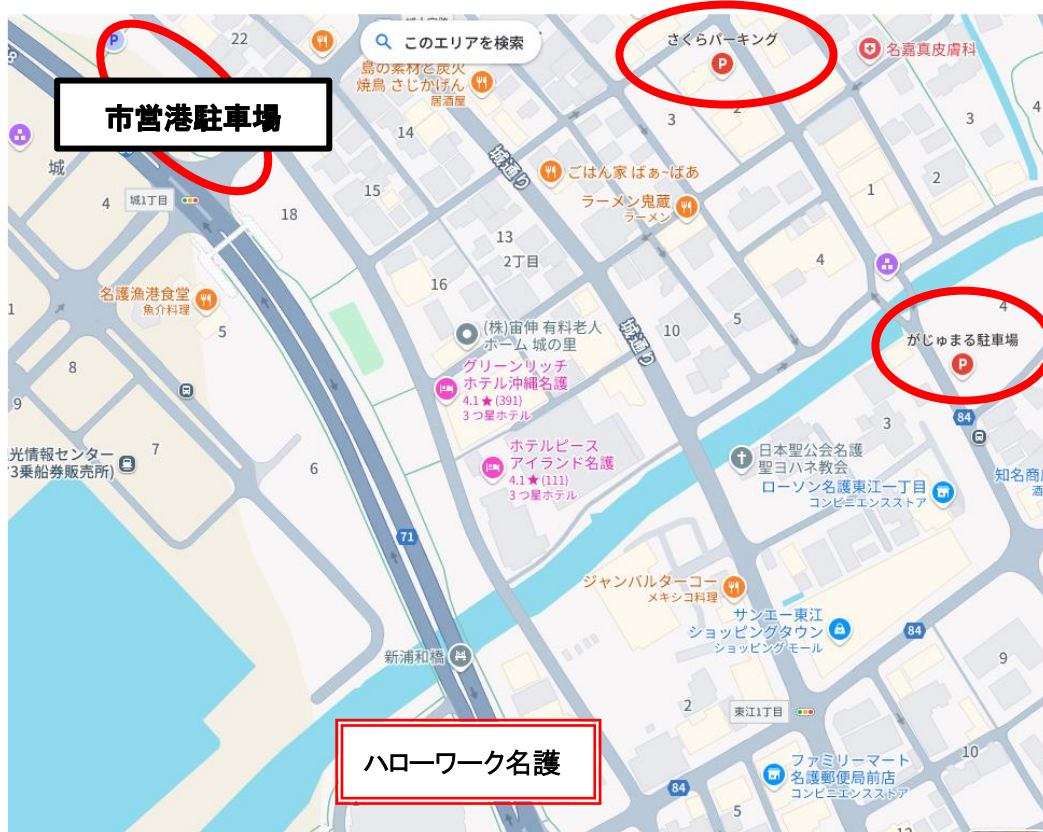 22
このエリアを検索
さくらパーキング
名嘉真皮膚科
島の素材と炭火
焼鳥 さじかげん
居酒屋
市営港駐車場
14
3
2
3
4
城通り
ごはん家 ばぁ~ばあ
ラーメン鬼蔵
ラーメン
城
4
城1丁目
15
18
1
2
13
2丁目
4
16
名護漁港食堂
魚介料理
1
5
(株)宙伸 有料老人
ホーム 城の里
城通り
10
5
4
がじゅまる駐車場
8
グリーンリッチ
ホテル沖縄名護
4.1★(391)
3 つ星ホテル
9
84
3
光情報センター
/3乗船券販売所)
7
6
ホテルピース
アイランド名護
4.1★(111)
3 つ星ホテル
日本聖公会名護
聖ヨハネ教会
ローソン名護東江一丁目
コンビニエンスストア
知名商店
酒
71
ジャンバルターコー
メキシコ料理
サンエー東江
ショッピングタウン
ショッピング モール
84
新浦和橋
9
2
東江1丁目
ハローワーク名護
ファミリーマート
名護郵便局前店
コンビニエンスストア
10
84
5
12